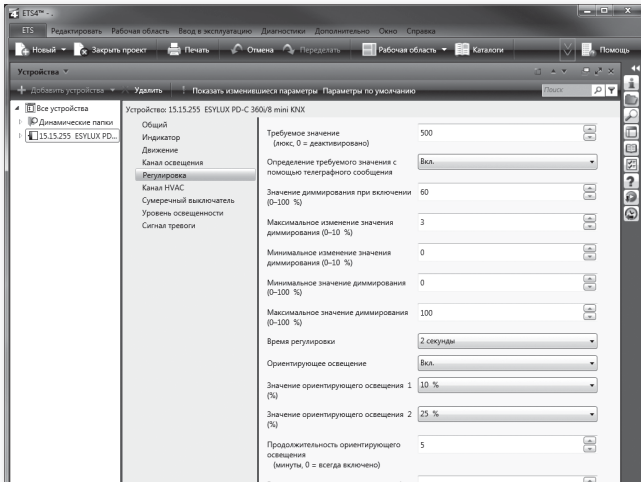 ETS4™ - .
ETS Редактировать Рабочая область Ввод в эксплуатацию Диагностики Дополнительно Окно Справка
Новый Закрыть проект Печать Отмена Переделать Рабочая область Каталоги Помощь
Устройства
Добавить устройства Удалить Показать изменившиеся параметры Параметры по умолчанию Поиск
Все устройства
Динамические папки
15.15.255 ESYLUX PD...
Устройство: 15.15.255 ESYLUX PD-C 360i/8 mini KNX
Общий
Индикатор
Движение
Канал освещения
Регулировка
Канал HVAC
Сумеречный выключатель
Уровень освещенности
Сигнал тревоги
Требуемое значение 500
(люкс, 0 = деактивировано)
Определение требуемого значения с Вкл.
помощью телеграфного сообщения
Значение диммирования при включении 60
(0–100 %)
Максимальное изменение значения 3
диммирования (0–10 %)
Минимальное изменение значения 0
диммирования (0–10 %)
Минимальное значение диммирования 0
(0–100 %)
Максимальное значение диммирования 100
(0–100 %)
Время регулировки 2 секунды
Ориентирующее освещение Вкл.
Значение ориентирующего освещения 1 10 %
(%)
Значение ориентирующего освещения 2 25 %
(%)
Продолжительность ориентирующего 5
освещения
(минуты, 0 = всегда включено)